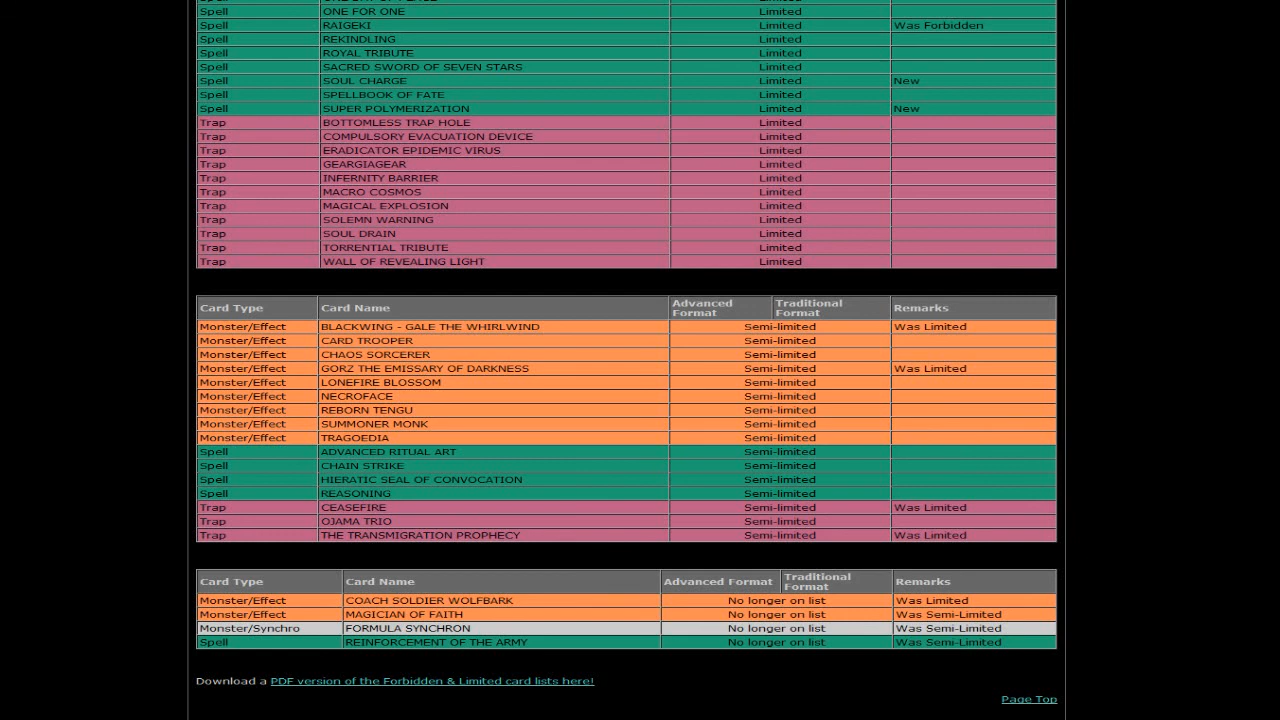 Spell ONE DAY OF PEACE Limited
Spell ONE FOR ONE Limited
Spell RAIGEKI Limited Was Forbidden
Spell REKINDLING Limited
Spell ROYAL TRIBUTE Limited
Spell SACRED SWORD OF SEVEN STARS Limited
Spell SOUL CHARGE Limited New
Spell SPELLBOOK OF FATE Limited
Spell SUPER POLYMERIZATION Limited New
Trap BOTTOMLESS TRAP HOLE Limited
Trap COMPULSORY EVACUATION DEVICE Limited
Trap ERADICATOR EPIDEMIC VIRUS Limited
Trap GEARGIAGEAR Limited
Trap INFERNITY BARRIER Limited
Trap MACRO COSMOS Limited
Trap MAGICAL EXPLOSION Limited
Trap SOLEMN WARNING Limited
Trap SOUL DRAIN Limited
Trap TORRENTIAL TRIBUTE Limited
Trap WALL OF REVEALING LIGHT Limited
Card Type Card Name Advanced Format Traditional Format Remarks
Monster/Effect BLACKWING - GALE THE WHIRLWIND Semi-limited Was Limited
Monster/Effect CARD TROOPER Semi-limited
Monster/Effect CHAOS SORCERER Semi-limited
Monster/Effect GORZ THE EMISSARY OF DARKNESS Semi-limited Was Limited
Monster/Effect LONEFIRE BLOSSOM Semi-limited
Monster/Effect NECROFACE Semi-limited
Monster/Effect REBORN TENGU Semi-limited
Monster/Effect SUMMONER MONK Semi-limited
Monster/Effect TRAGOEDIA Semi-limited
Spell ADVANCED RITUAL ART Semi-limited
Spell CHAIN STRIKE Semi-limited
Spell HIERATIC SEAL OF CONVOCATION Semi-limited
Spell REASONING Semi-limited
Trap CEASEFIRE Semi-limited Was Limited
Trap OJAMA TRIO Semi-limited
Trap THE TRANSMIGRATION PROPHECY Semi-limited Was Limited
Card Type Card Name Advanced Format Traditional Format Remarks
Monster/Effect COACH SOLDIER WOLFBARK No longer on list Was Limited
Monster/Effect MAGICIAN OF FAITH No longer on list Was Semi-Limited
Monster/Synchro FORMULA SYNCHRON No longer on list Was Semi-Limited
Spell REINFORCEMENT OF THE ARMY No longer on list Was Semi-Limited
Download a PDF version of the Forbidden & Limited card lists here!
Page Top